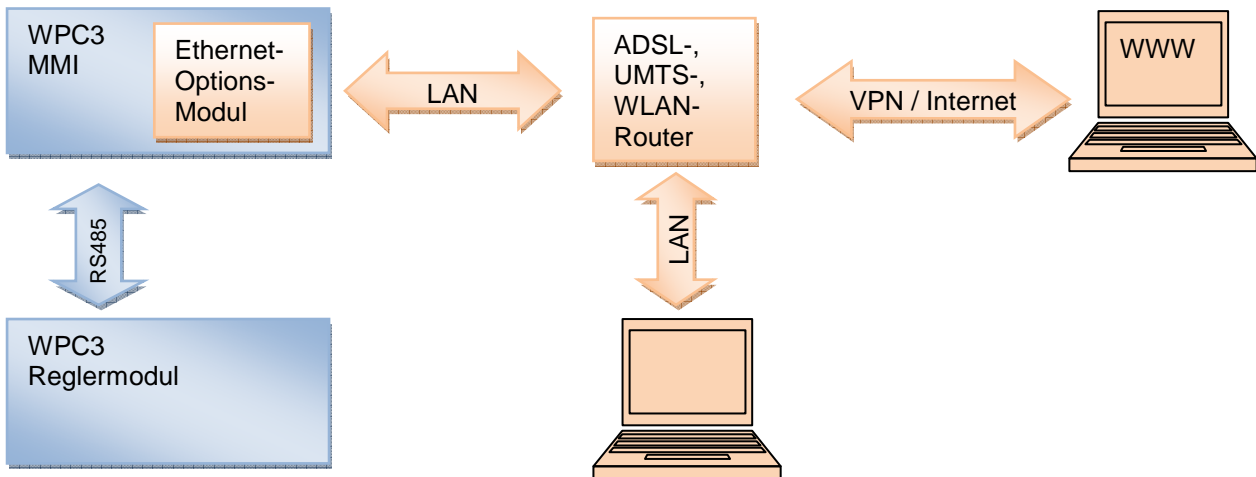 WPC3
MMI
Ethernet-
Options-
Modul
LAN
ADSL-,
UMTS-,
WLAN-
Router
VPN / Internet
WWW
RS485
LAN
WPC3
Reglermodul